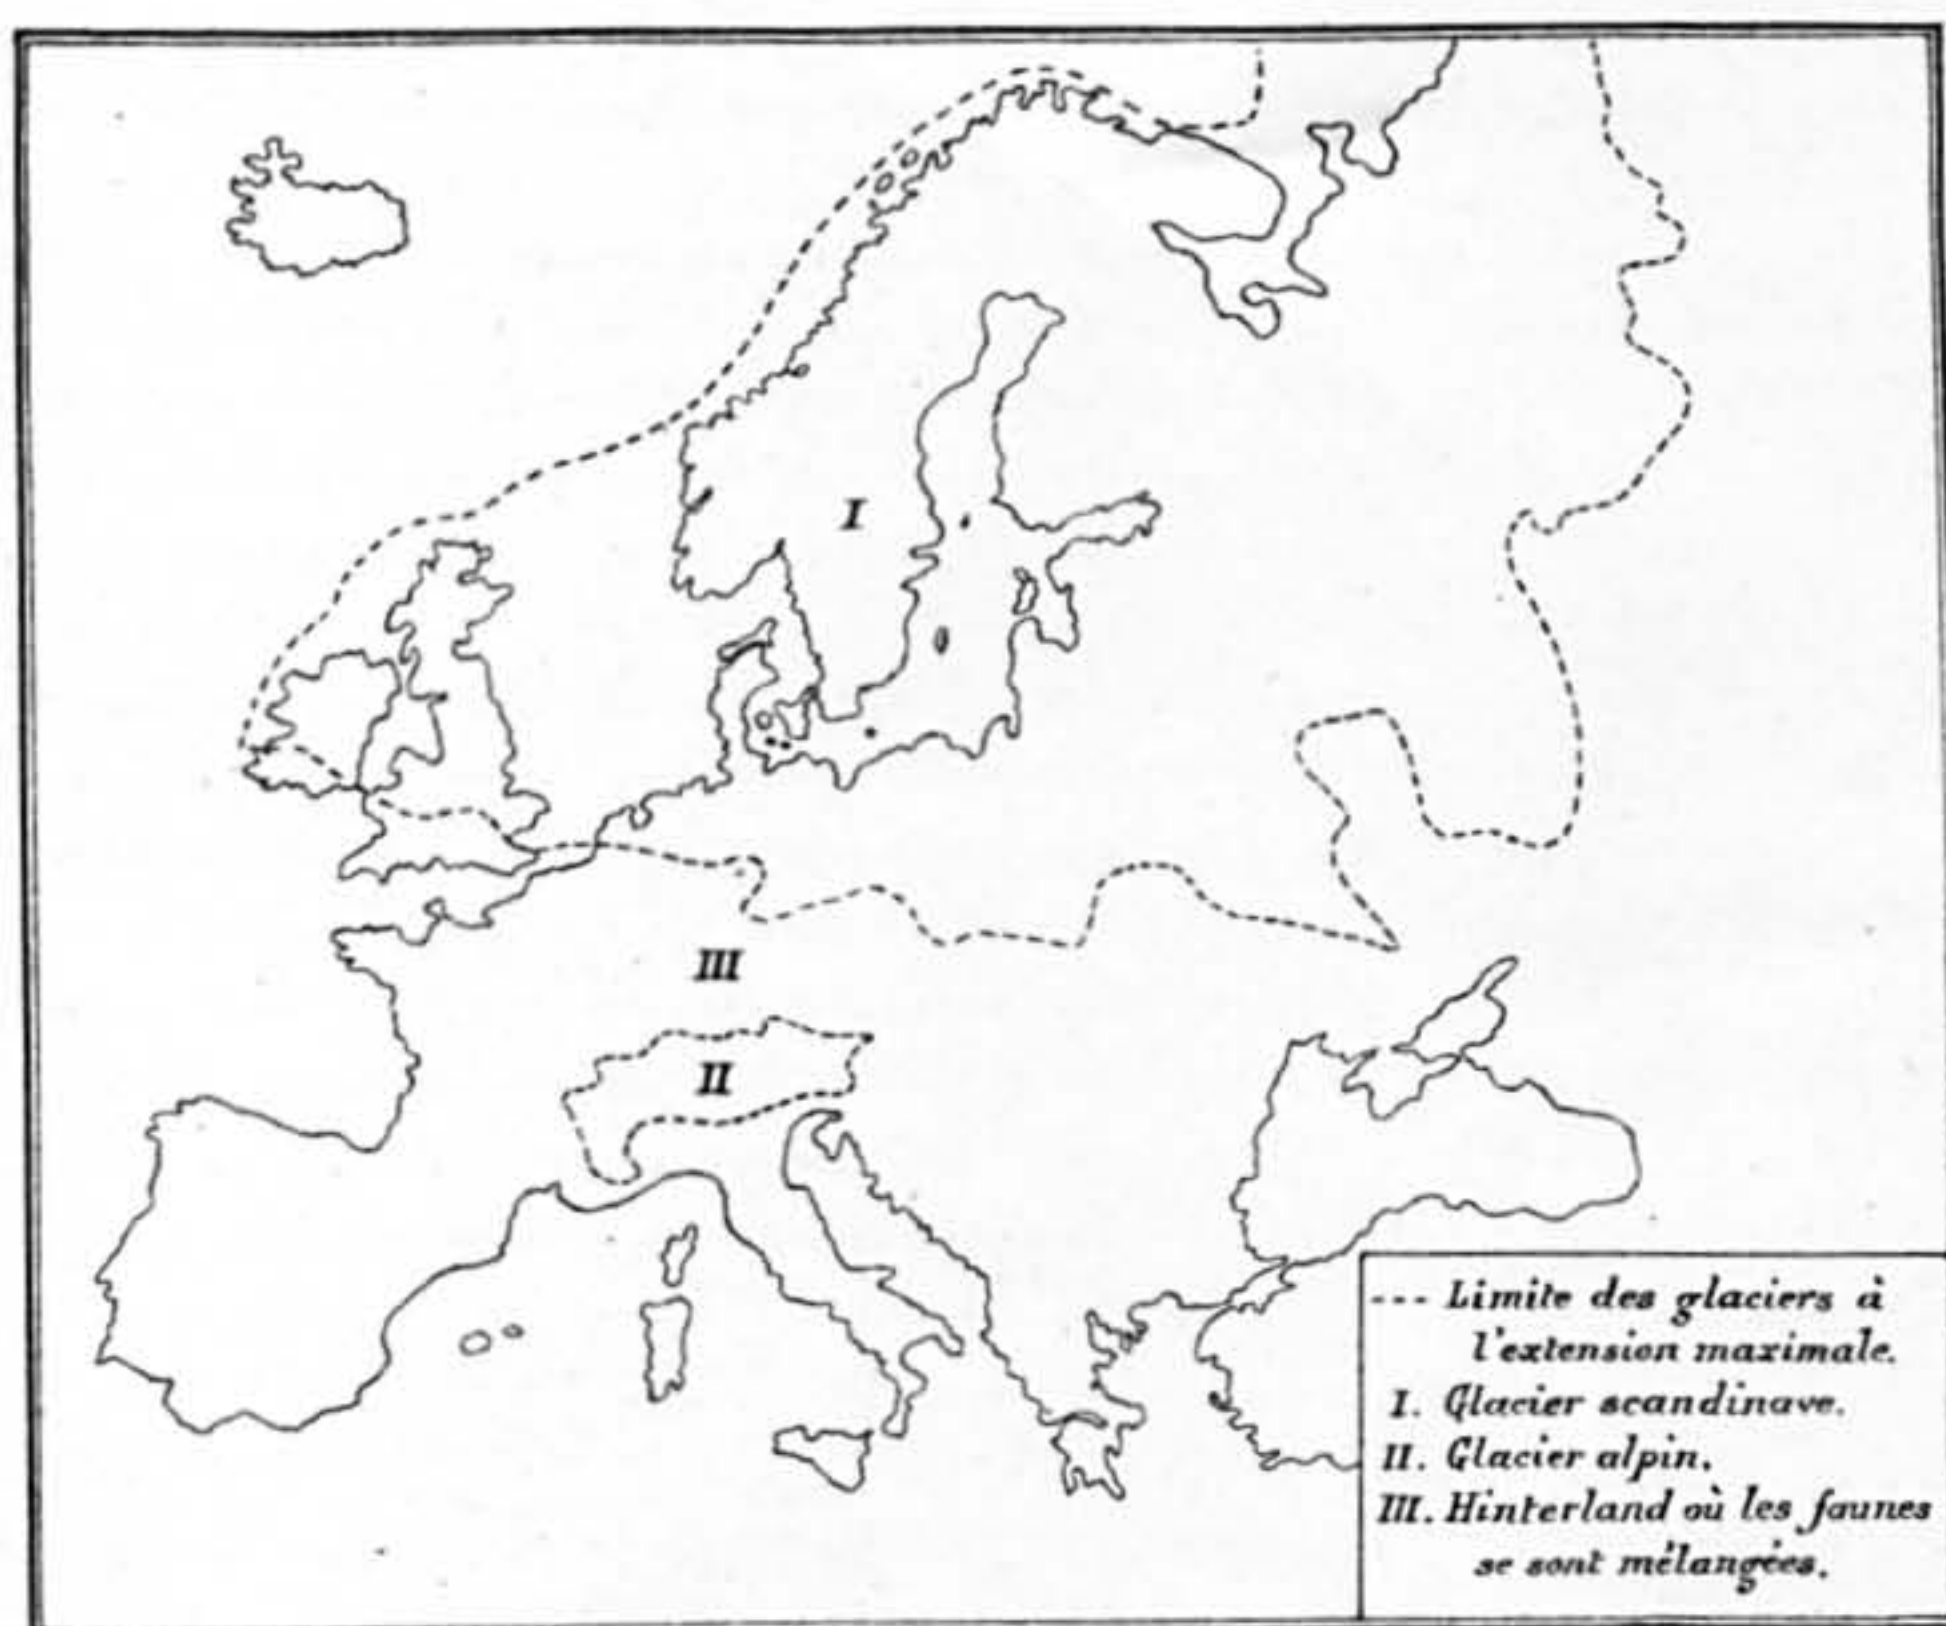 I
III
II
--- Limite des glaciers à
l'extension maximale.
I. Glacier scandinave.
II. Glacier alpin.
III. Hinterland où les faunes
se sont mélangées.